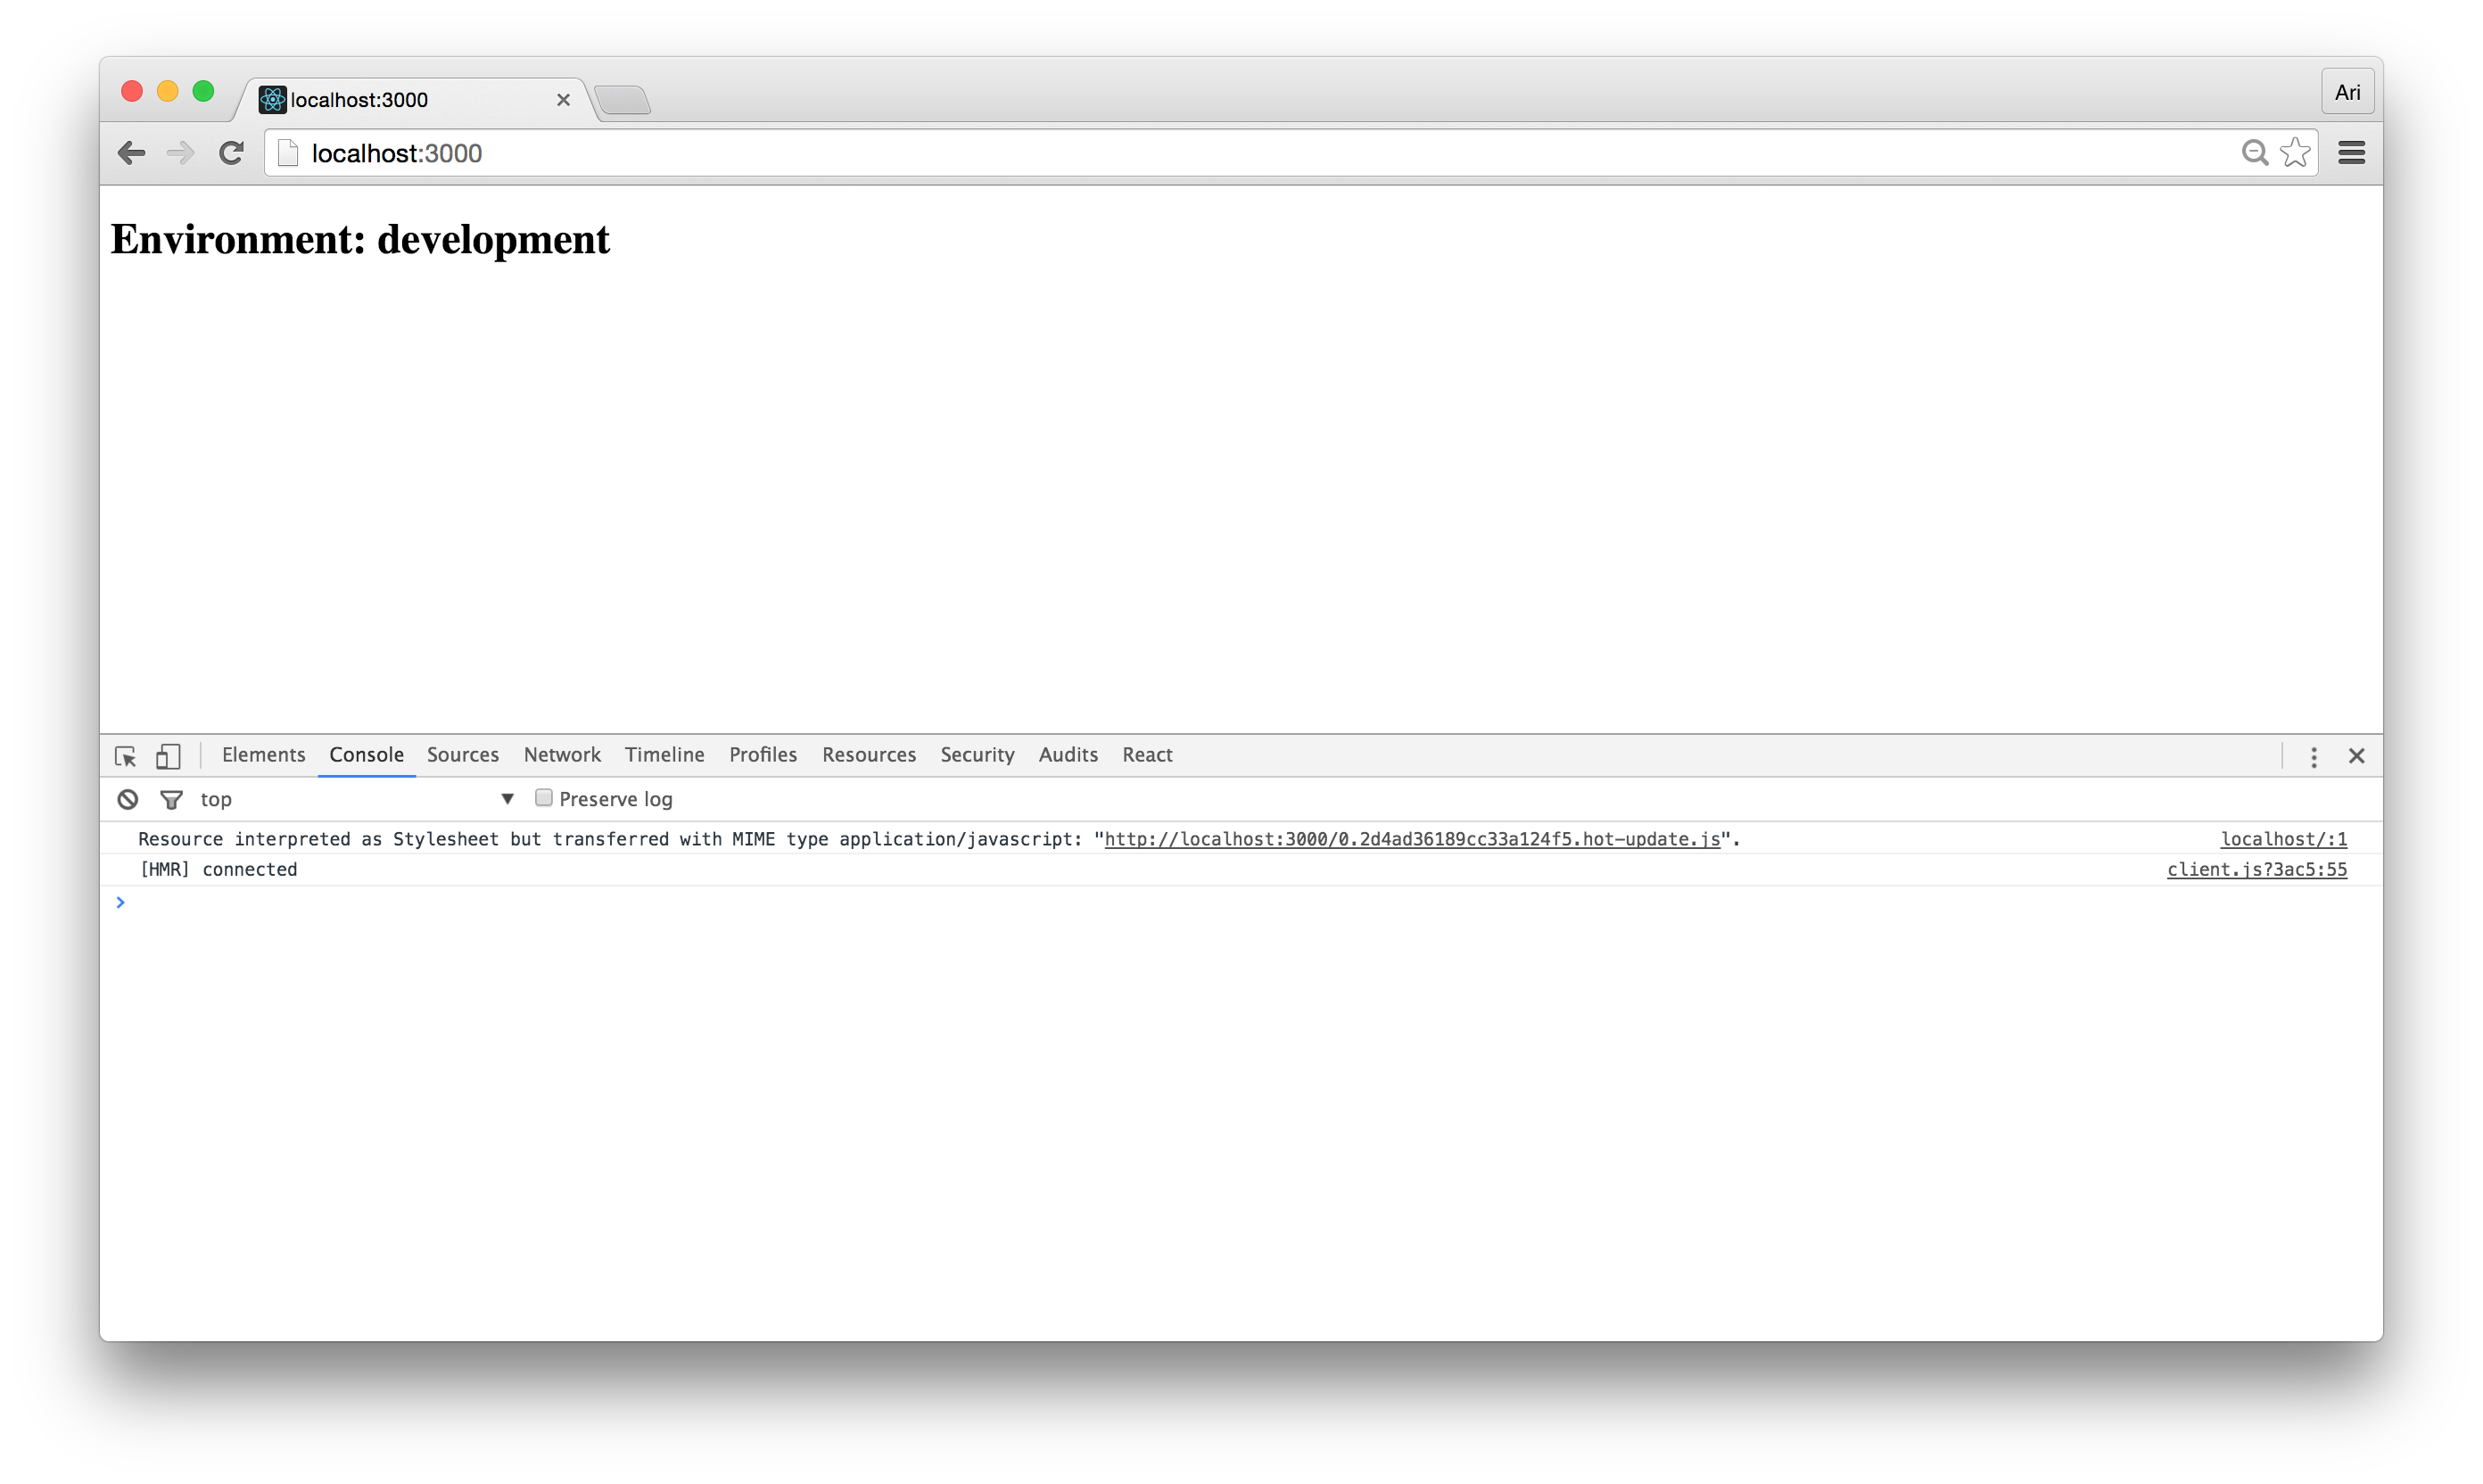 localhost:3000
Ari
localhost:3000
Environment: development
Elements Console Sources Network Timeline Profiles Resources Security Audits React
top Preserve log
Resource interpreted as Stylesheet but transferred with MIME type application/javascript: "http://localhost:3000/0.2d4ad36189cc33a124f5.hot-update.js". localhost/:1
[HMR] connected client.js?3ac5:55